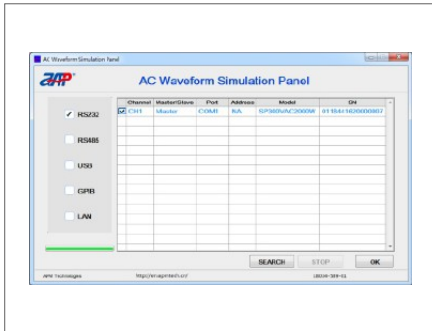 AC Waveform Simulation Panel
AC Waveform Simulation Panel
Channel Master/Slave Port Address Model SN
CH1 Master COM1 NA
RS232
RS485
USB
GPIB
LAN
SEARCH STOP OK
APM Technologies